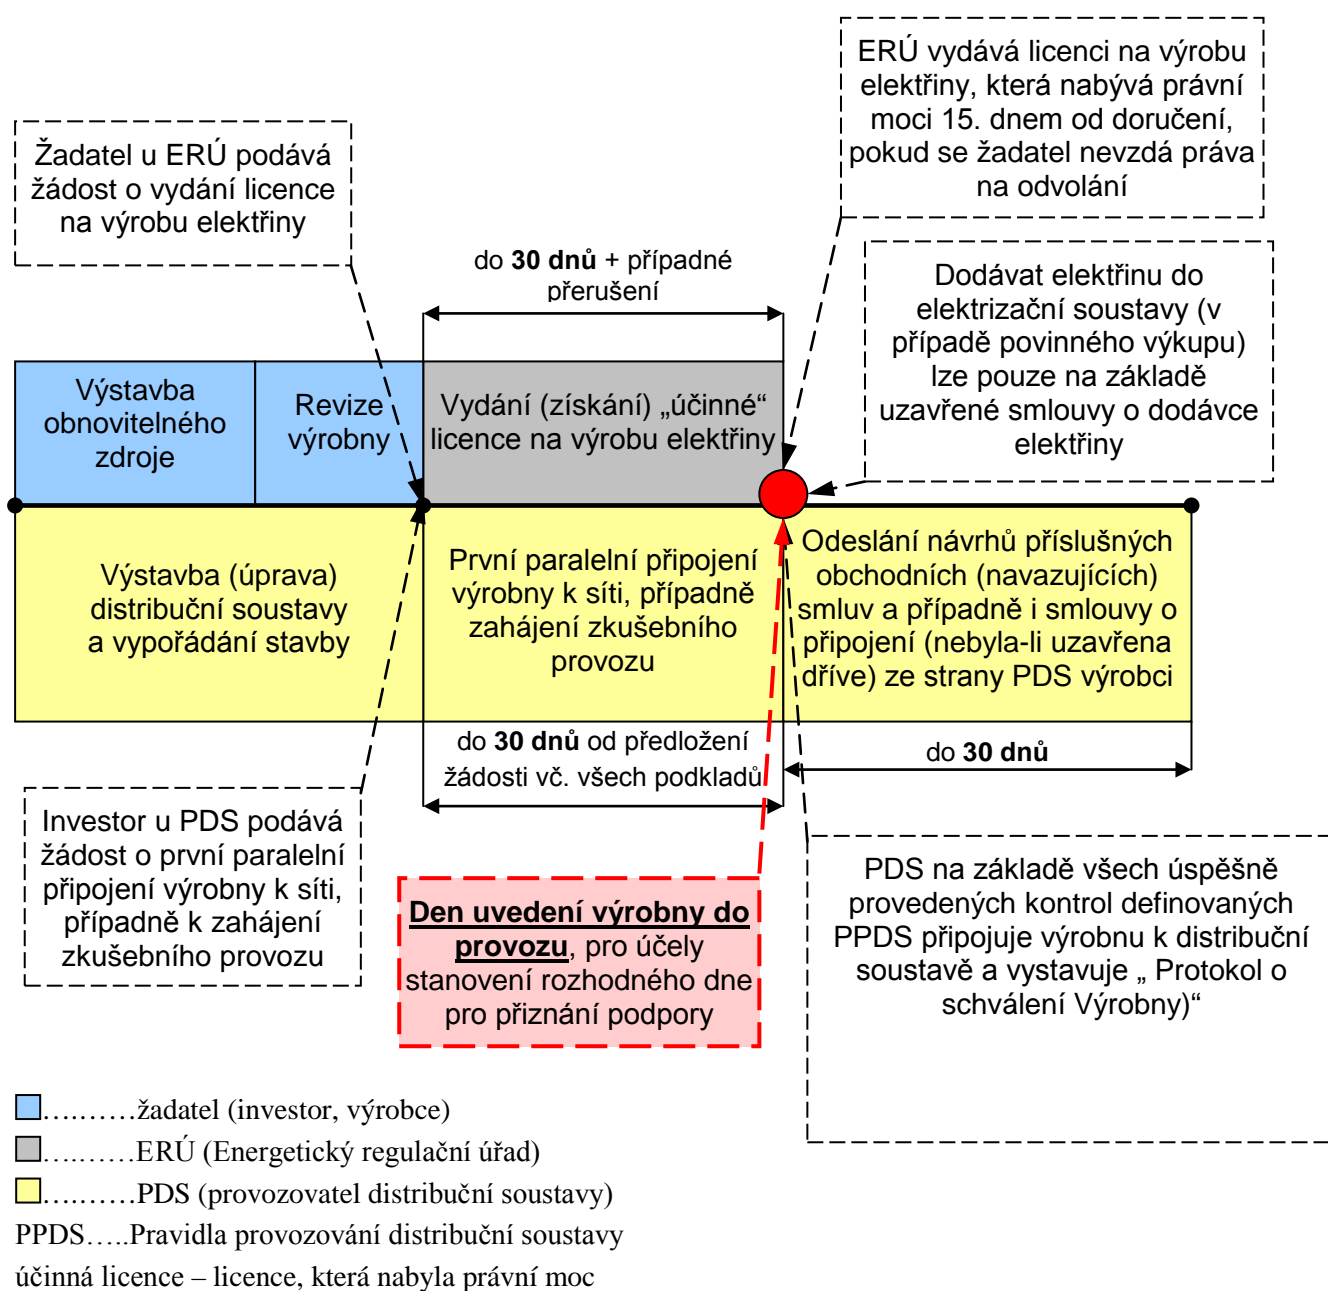 ERÚ vydává licenci na výrobu
elektřiny, která nabývá právní
moci 15. dnem od doručení,
pokud se žadatel nevzdá práva
na odvolání
Žadatel u ERÚ podává
žádost o vydání licence
na výrobu elektřiny
do 30 dnů + případné
přerušení
Dodávat elektřinu do
elektrizační soustavy (v
případě povinného výkupu)
lze pouze na základě
uzavřené smlouvy o dodávce
elektřiny
Výstavba
obnovitelného
zdroje
Revize
výrobny
Vydání (získání) „účinné“
licence na výrobu elektřiny
Výstavba (úprava)
distribuční soustavy
a vypořádání stavby
První paralelní připojení
výrobny k síti, případně
zahájení zkušebního
provozu
Odeslání návrhů příslušných
obchodních (navazujících)
smluv a případně i smlouvy o
připojení (nebyla-li uzavřena
dříve) ze strany PDS výrobci
do 30 dnů od předložení
žádosti vč. všech podkladů
do 30 dnů
Investor u PDS podává
žádost o první paralelní
připojení výrobny k síti,
případně k zahájení
zkušebního provozu
Den uvedení výrobny do
provozu, pro účely
stanovení rozhodného dne
pro přiznání podpory
PDS na základě všech úspěšně
provedených kontrol definovaných
PPDS připojuje výrobnu k distribuční
soustavě a vystavuje „ Protokol o
schválení Výrobny)“
….……žadatel (investor, výrobce)
….……ERÚ (Energetický regulační úřad)
….……PDS (provozovatel distribuční soustavy)
PPDS…..Pravidla provozování distribuční soustavy
účinná licence – licence, která nabyla právní moc